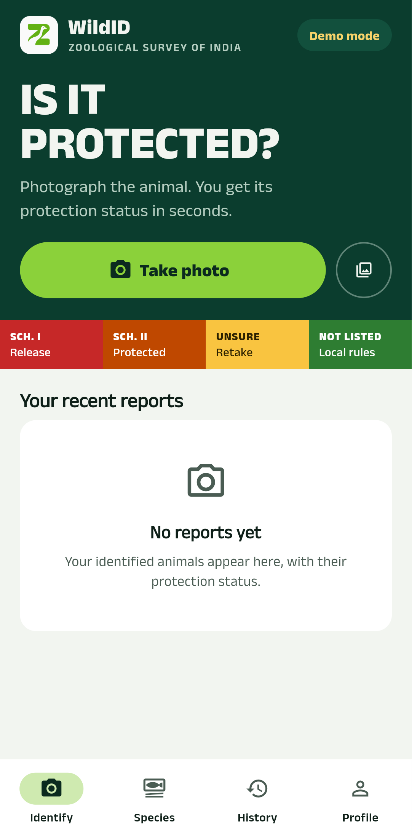 WildID
ZOOLOGICAL SURVEY OF INDIA
Demo mode
IS IT
PROTECTED?
Photograph the animal. You get its
protection status in seconds.
Take photo
SCH. I
Release
SCH. II
Protected
UNSURE
Retake
NOT LISTED
Local rules
Your recent reports
No reports yet
Your identified animals appear here, with their
protection status.
Identify
Species
History
Profile